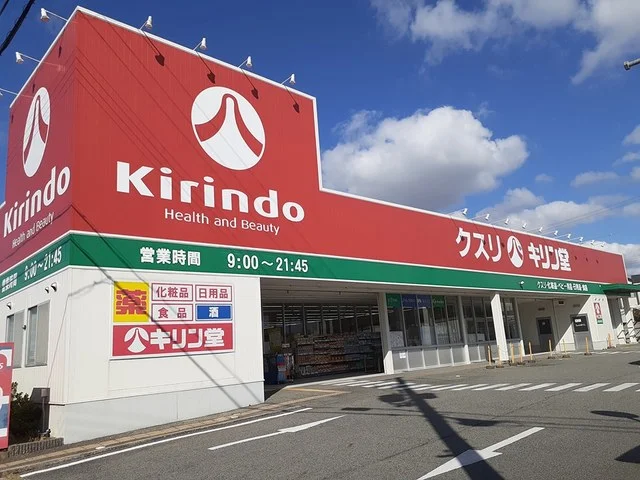 Kirindo
Health and Beauty
Kirindo
Health and Beauty
クスリ キリン堂
営業時間 9:00～21:45
9:00～21:45
薬
化粧品 日用品
食品 酒
キリン堂